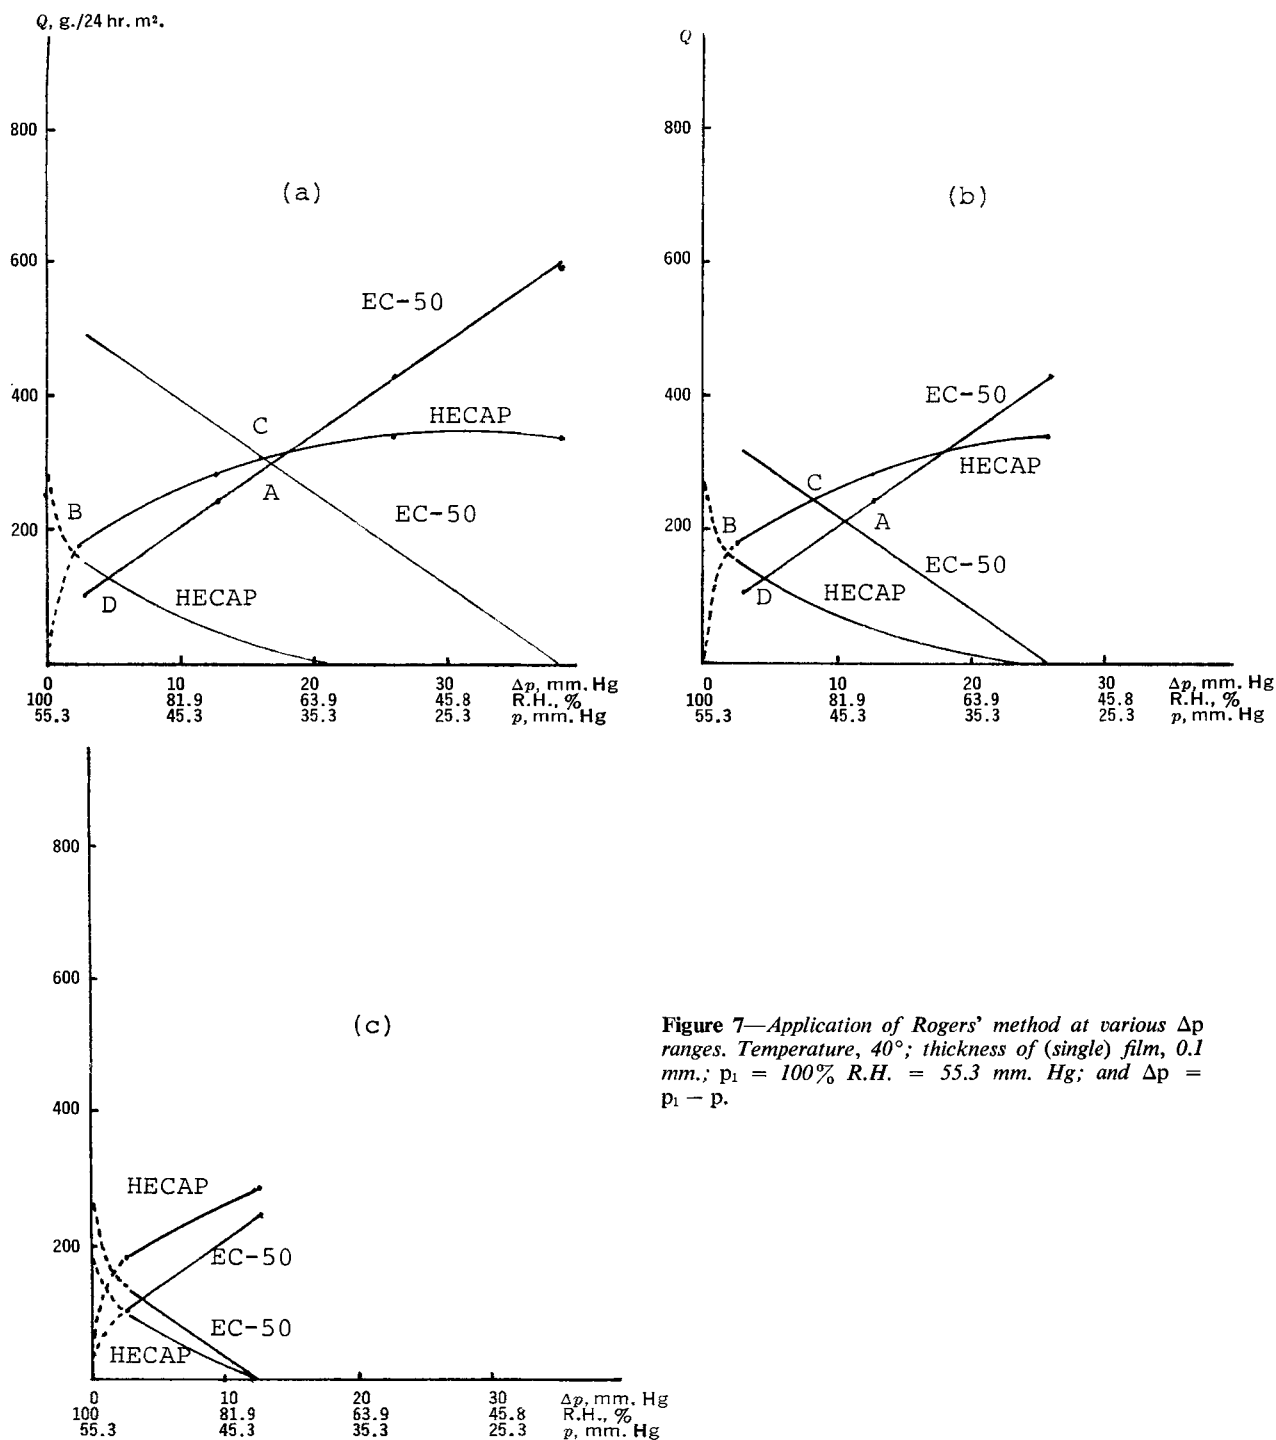 Q, g./24 hr. m².
800
(a)
600
EC-50
400
C
HECAP
A
EC-50
B
200
D
HECAP
0 10 20 30 Δp, mm. Hg
100 81.9 63.9 45.8 R.H., %
55.3 45.3 35.3 25.3 p, mm. Hg
Q
800
(b)
600
400
EC-50
HECAP
C
A
B
200
EC-50
D
HECAP
0 10 20 30 Δp, mm. Hg
100 81.9 63.9 45.8 R.H., %
55.3 45.3 35.3 25.3 p, mm. Hg
800
600
(c)
400
HECAP
200
EC-50
EC-50
HECAP
0 10 20 30 Δp, mm. Hg
100 81.9 63.9 45.8 R.H., %
55.3 45.3 35.3 25.3 p, mm. Hg
Figure 7—Application of Rogers' method at various Δp
ranges. Temperature, 40°; thickness of (single) film, 0.1
mm.; p₁ = 100% R.H. = 55.3 mm. Hg; and Δp =
p₁ − p.